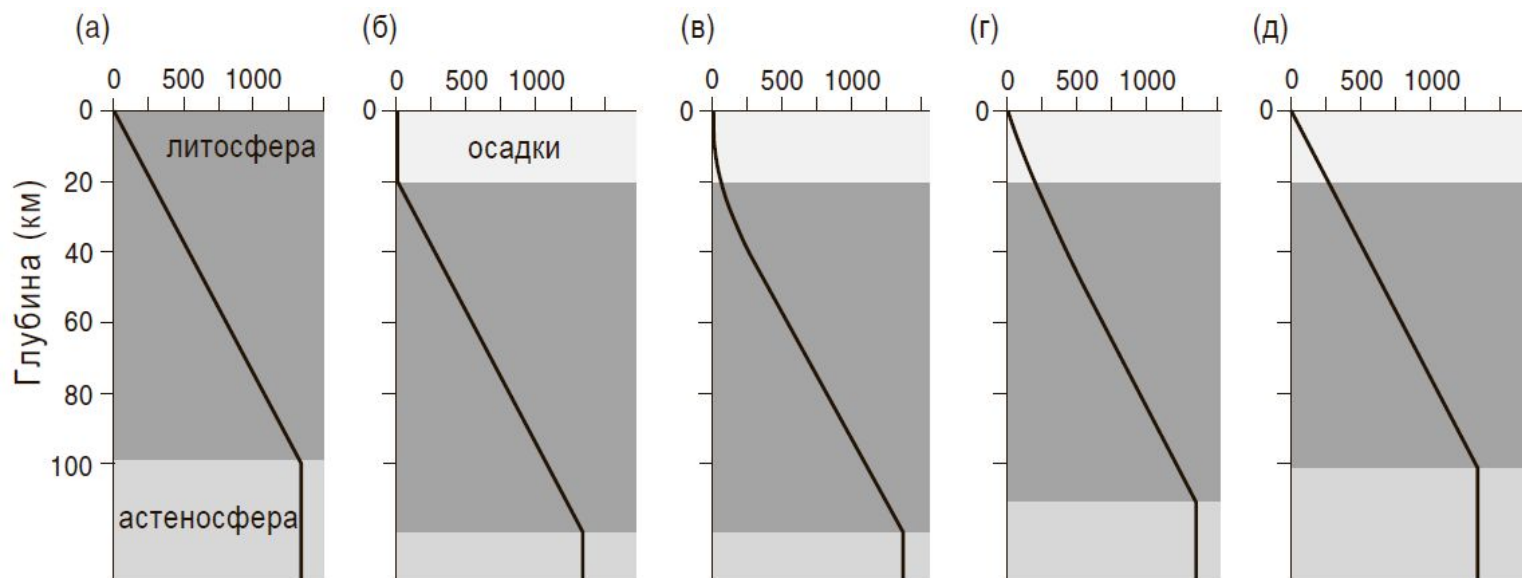 (а) (б) (в) (г) (д)
0 500 1000 0 500 1000 0 500 1000 0 500 1000 0 500 1000
0 0 0 0 0
литосфера осадки
20
40
Глубина (км)
60
80
100
астеносфера